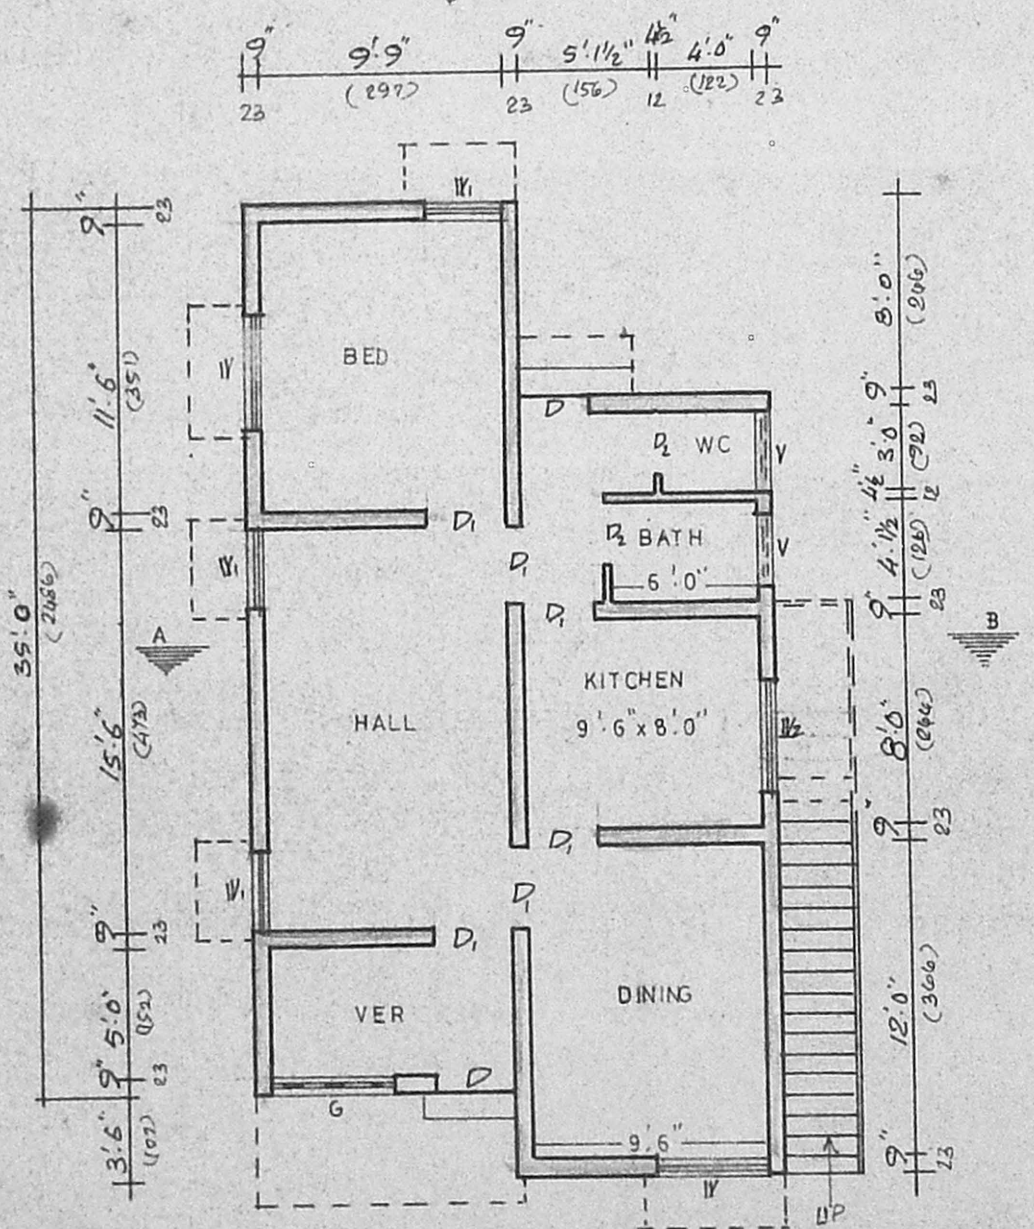 9" 9'.9" 9" 5'.1½" 4½" 4'.0" 9"
23 (297) 23 (156) 12 (122) 23
W1
9" 23
8'.0" (244)
BED
W
11'.6" (351)
9" 23
D
D2 WC
V
3'.0" (92)
4½" 12
9" 23
D1
D2 BATH
V
4'.1½" (126)
W1
D1
6'.0"
D1
9" 23
35'.0"
A
B
KITCHEN
9'.6" x 8'.0"
W2
8'.0" (244)
HALL
15'.6" (473)
D1
9" 23
W1
D
9" 23
D1
DINING
12'.0" (366)
VER
5'.0" (152)
9" 23
D
G
3'.6" (107)
9'.6"
9" 23
W
UP